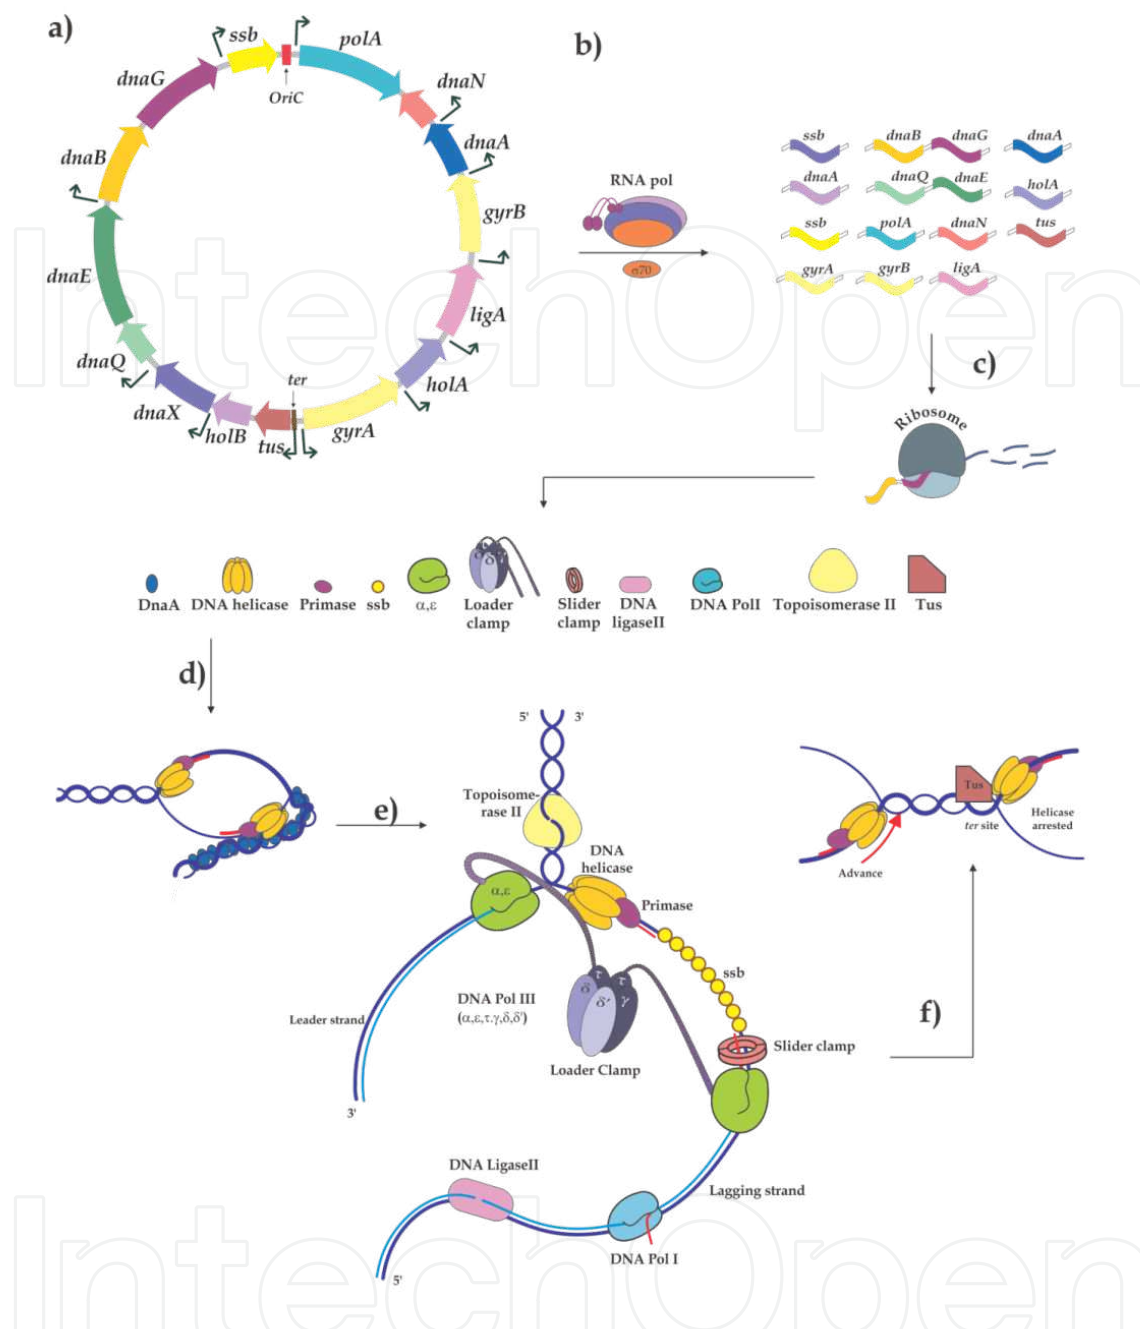 a)
ssb
polA
OriC
dnaG
dnaN
dnaB
dnaA
gyrB
dnaE
ligA
dnaQ
holA
dnaX
ter
holB
tus
gyrA
b)
RNA pol
σ70
ssb
dnaB
dnaG
dnaA
dnaA
dnaQ
dnaE
holA
ssb
polA
dnaN
tus
gyrA
gyrB
ligA
c)
Ribosome
δ δ' γ
DnaA
DNA helicase
Primase
ssb
α,ε
Loader
clamp
Slider
clamp
DNA
ligaseII
DNA PolI
Topoisomerase II
Tus
d)
e)
5'
3'
Topoisome-
rase II
DNA
helicase
α,ε
Primase
ssb
τ
τ
δ
δ'
γ
DNA Pol III
(α,ε,τ.γ,δ,δ')
Leader strand
Loader Clamp
Slider clamp
3'
DNA LigaseII
Lagging strand
DNA Pol I
5'
f)
Tus
ter site
Helicase
arrested
Advance
IntechOpen
IntechOpen